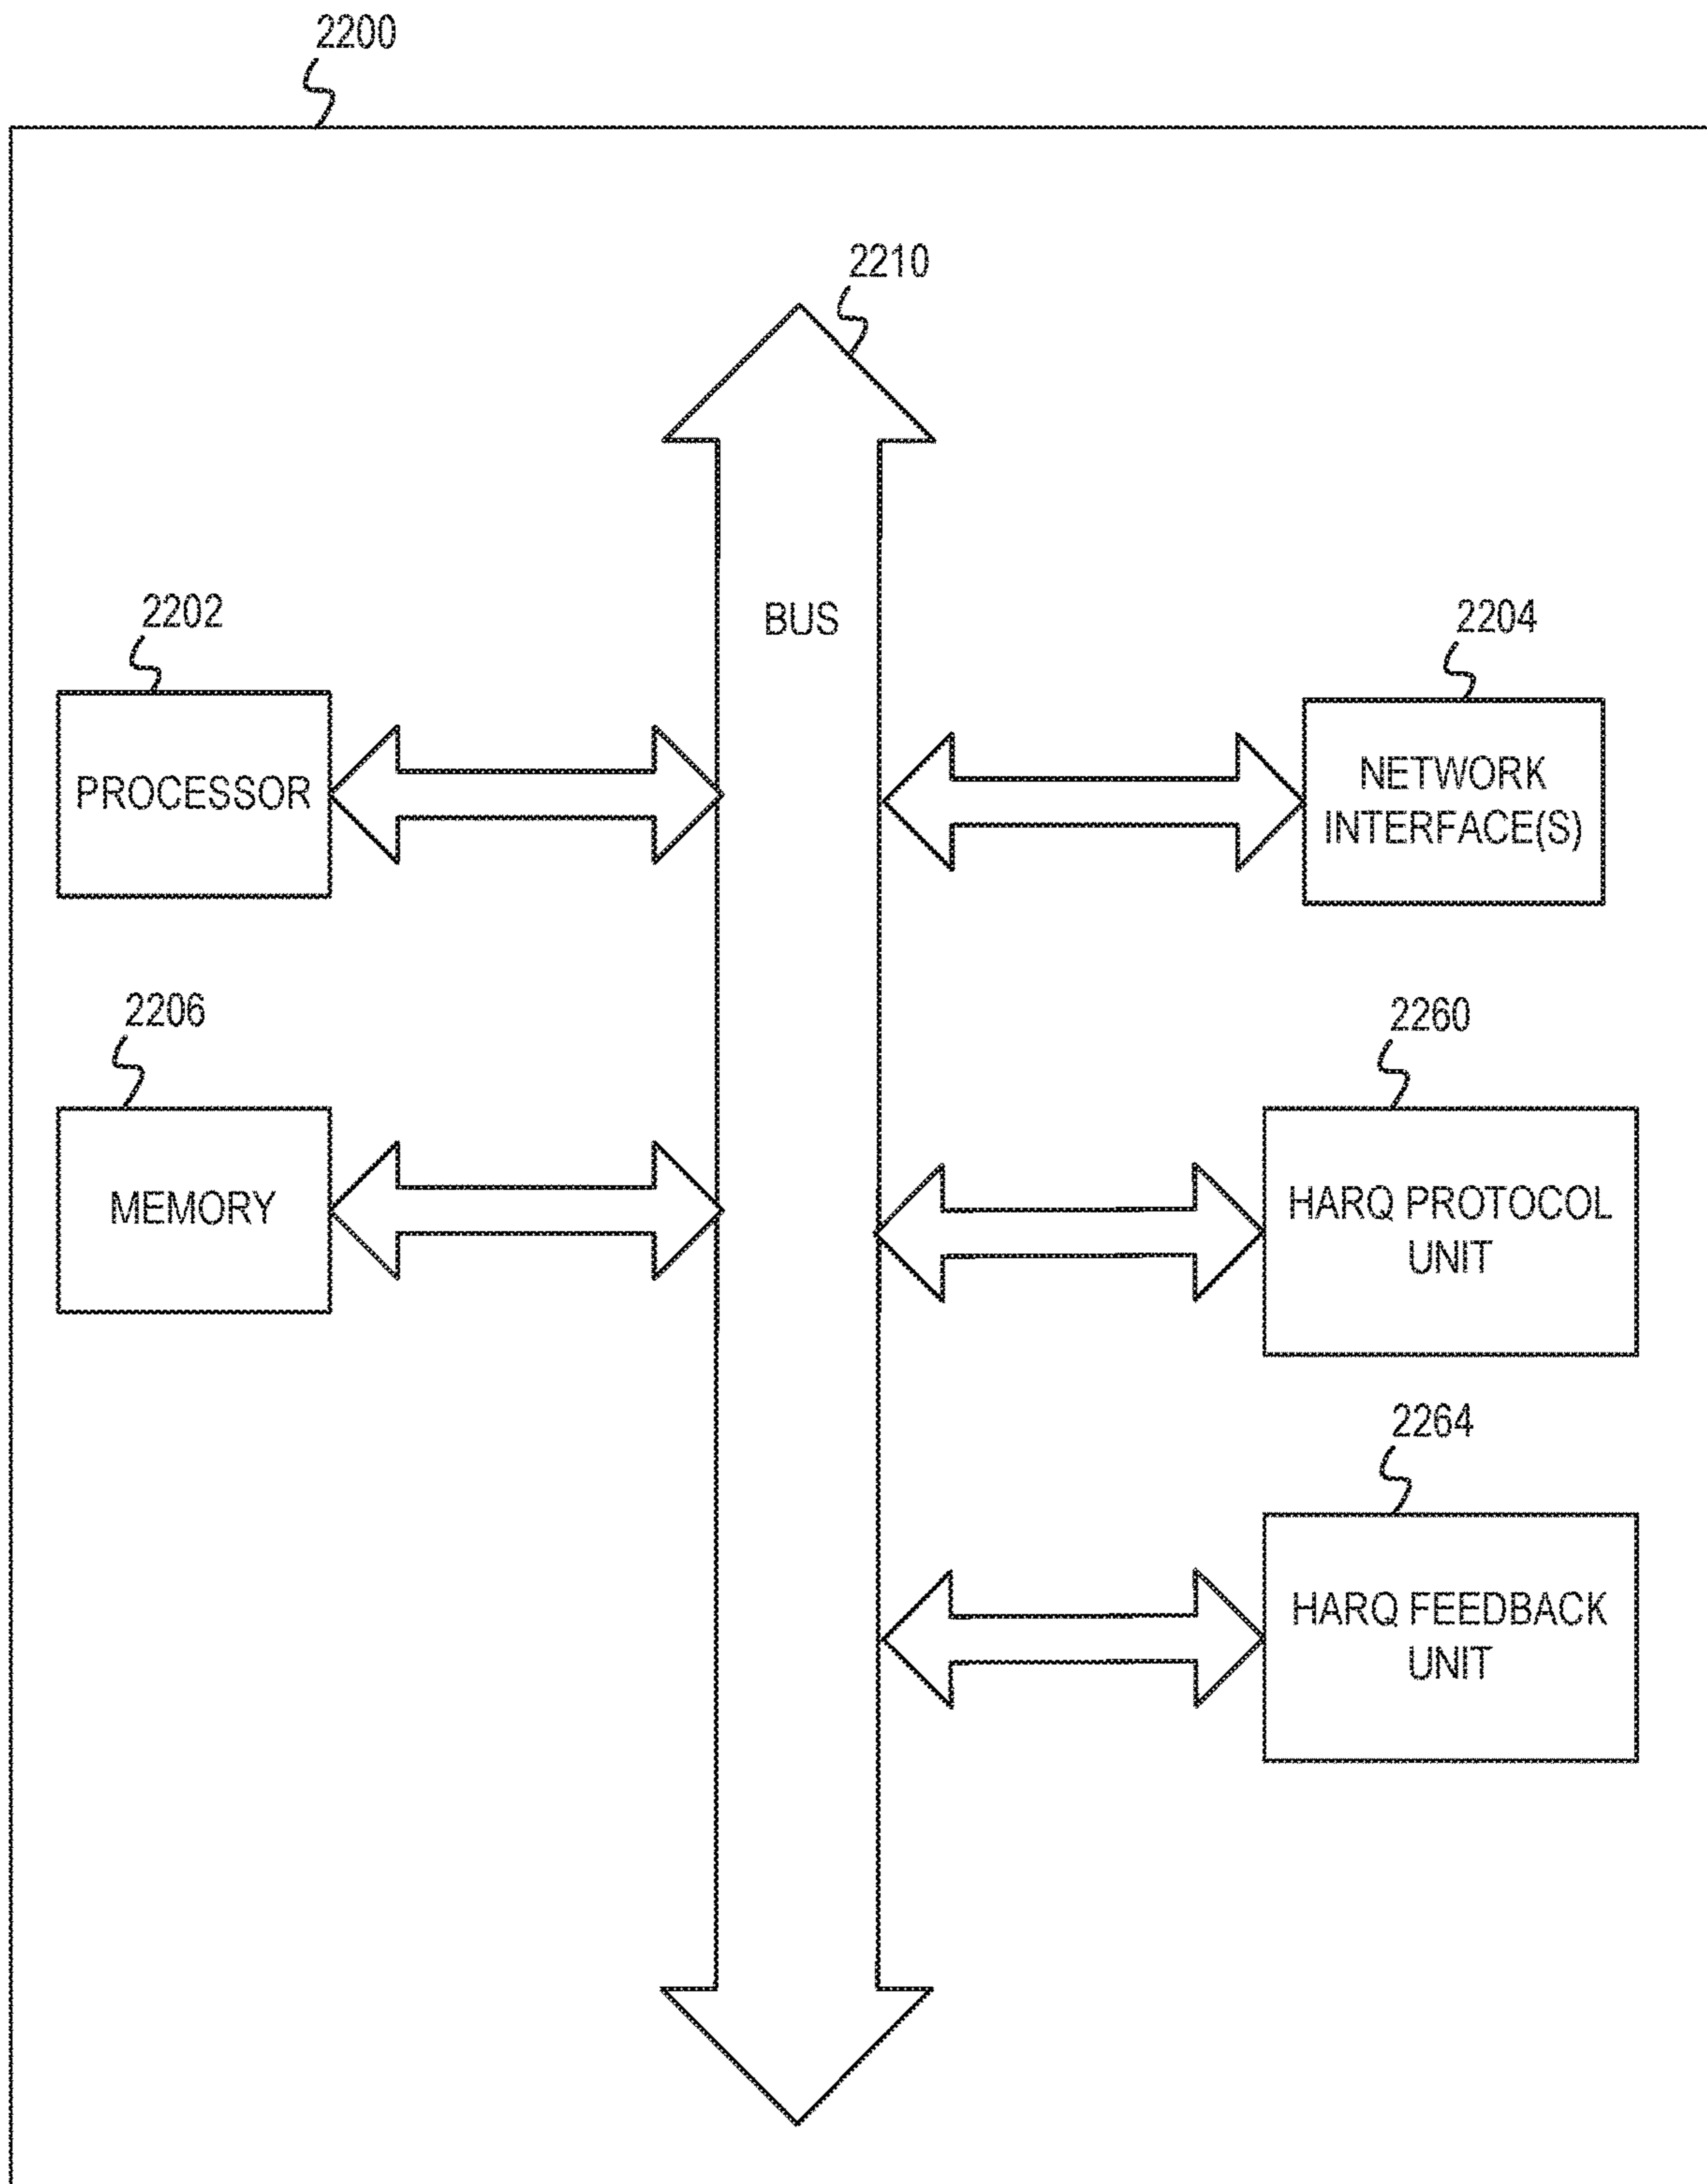 2200
2210
BUS
2202
PROCESSOR
2204
NETWORK
INTERFACE(S)
2206
MEMORY
2260
HARQ PROTOCOL
UNIT
2264
HARQ FEEDBACK
UNIT